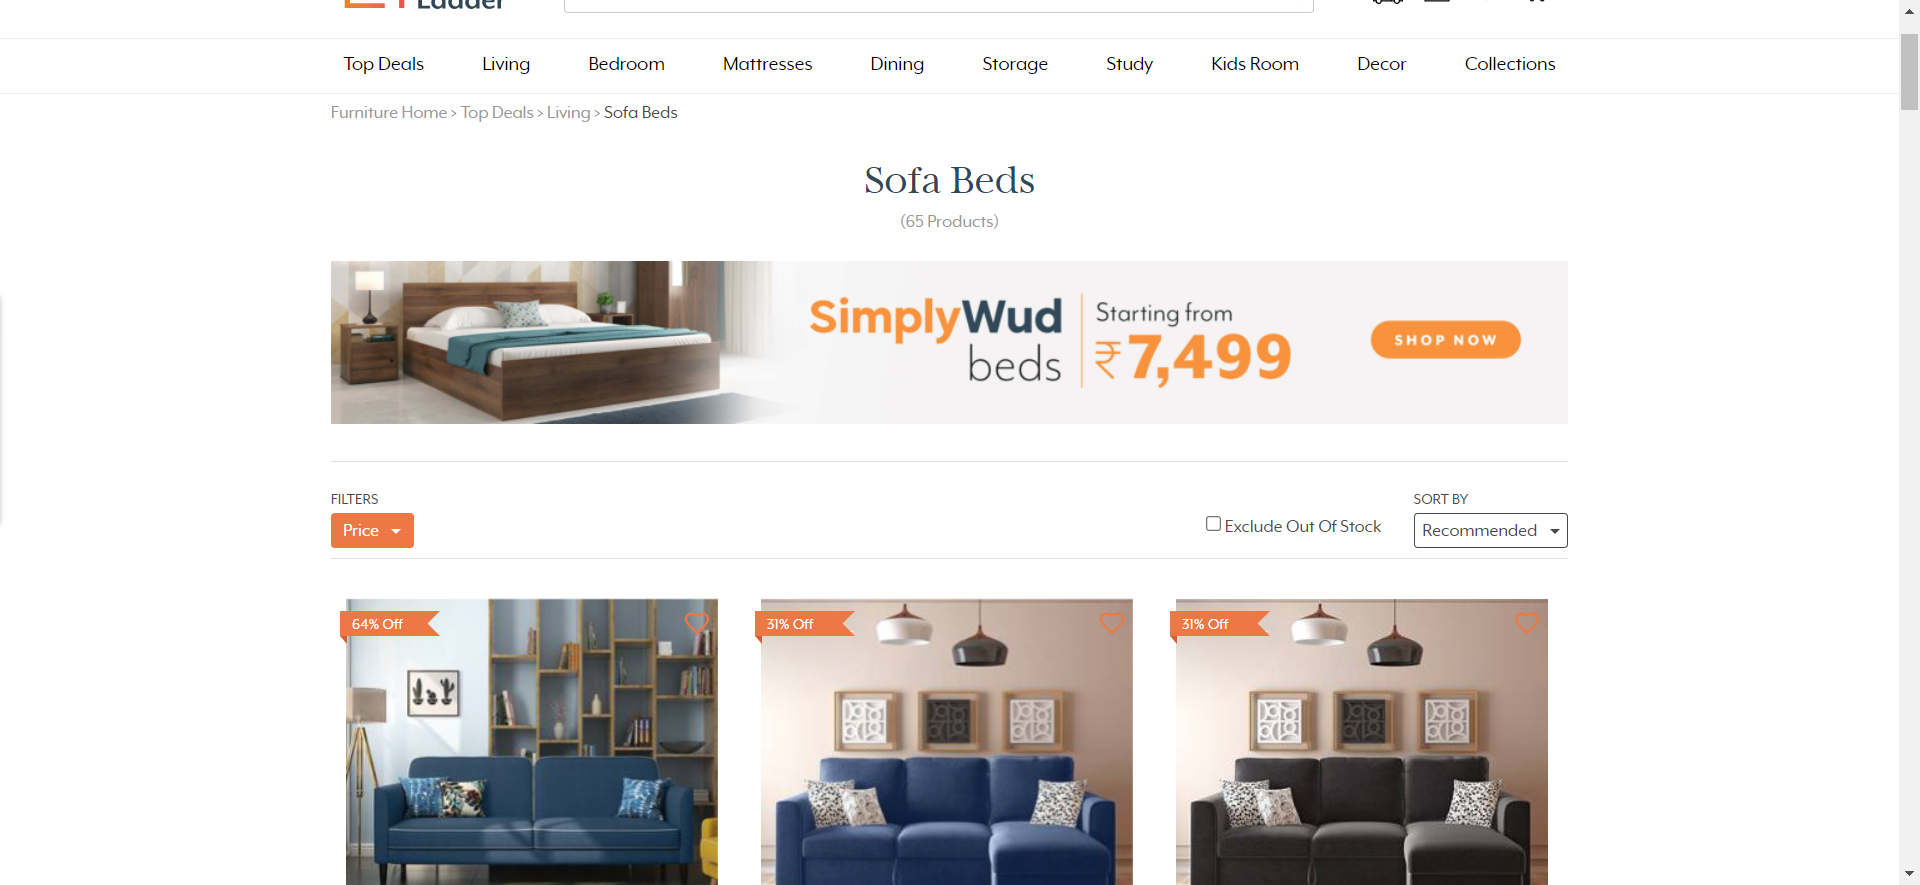 Ladder
Top Deals Living Bedroom Mattresses Dining Storage Study Kids Room Decor Collections
Furniture Home > Top Deals > Living > Sofa Beds
Sofa Beds
(65 Products)
SimplyWud
beds
Starting from
₹7,499
SHOP NOW
FILTERS
Price
Exclude Out Of Stock
SORT BY
Recommended
64% Off
31% Off
31% Off